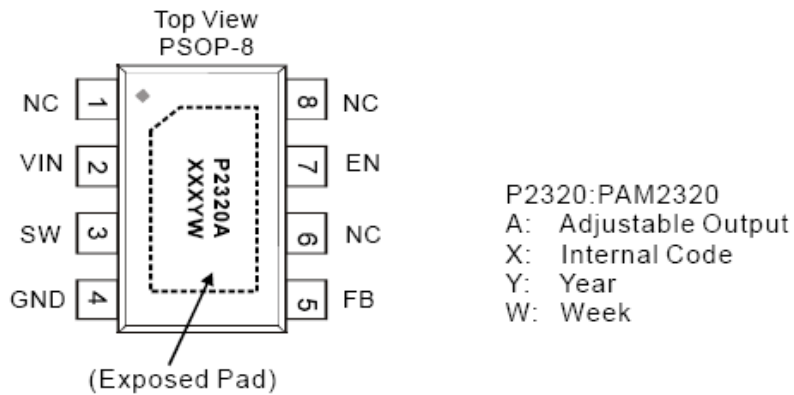 Top View
PSOP-8
NC 1 8 NC
VIN 2 7 EN
SW 3 6 NC
GND 4 5 FB
P2320A
XXXYW
(Exposed Pad)
P2320:PAM2320
A: Adjustable Output
X: Internal Code
Y: Year
W: Week